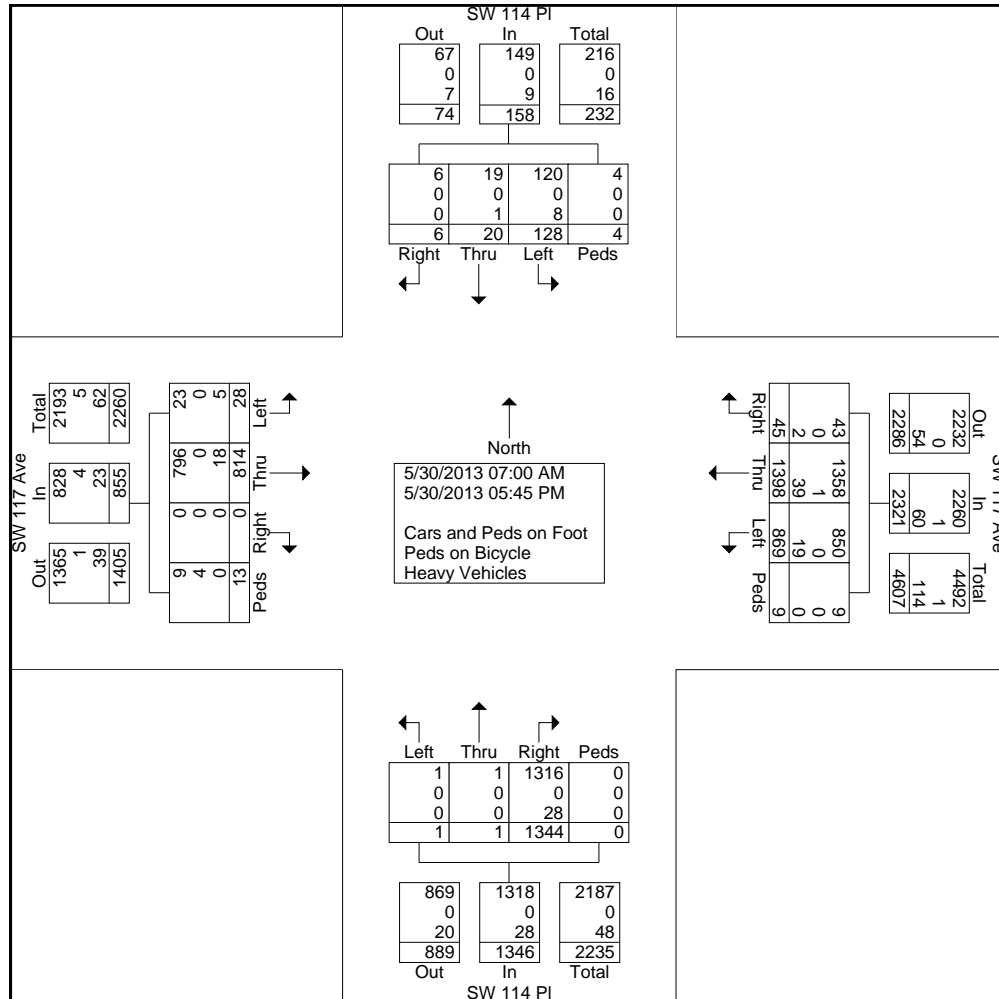 SW 114 Pl
Out In Total
67 149 216
0 0 0
7 9 16
74 158 232
6 19 120 4
0 0 0 0
0 1 8 0
6 20 128 4
Right Thru Left Peds
SW 117 Ave
Total In Out
2193 828 1365
5 4 1
62 23 39
2260 855 1405
23 796 0 9
0 0 0 4
5 18 0 0
28 814 0 13
Left Thru Right Peds
North
5/30/2013 07:00 AM
5/30/2013 05:45 PM
Cars and Peds on Foot
Peds on Bicycle
Heavy Vehicles
Right Thru Left Peds
45 1398 869 9
2 39 19 0
0 1 0 0
43 1358 850 9
Out In Total
2232 2260 4492
0 1 1
54 60 114
2286 2321 4607
SW 117 Ave
Left Thru Right Peds
1 1 1316 0
0 0 0 0
0 0 28 0
1 1 1344 0
869 1318 2187
0 0 0
20 28 48
889 1346 2235
Out In Total
SW 114 Pl